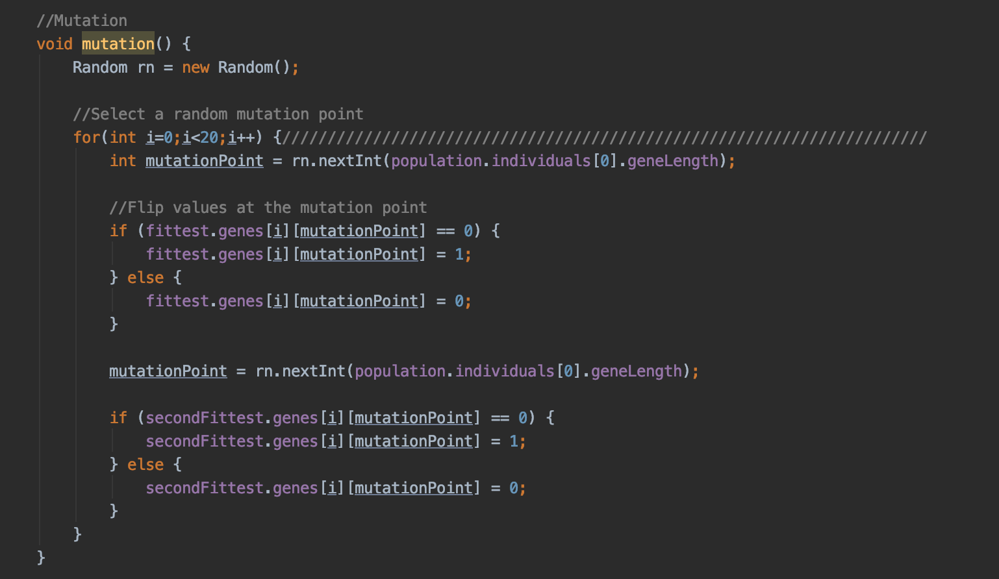 //Mutation
void mutation() {
Random rn = new Random();
//Select a random mutation point
for(int i=0;i<20;i++) {///////////////////////////////////////////////////////////////////////
int mutationPoint = rn.nextInt(population.individuals[0].geneLength);
//Flip values at the mutation point
if (fittest.genes[i][mutationPoint] == 0) {
fittest.genes[i][mutationPoint] = 1;
} else {
fittest.genes[i][mutationPoint] = 0;
}
mutationPoint = rn.nextInt(population.individuals[0].geneLength);
if (secondFittest.genes[i][mutationPoint] == 0) {
secondFittest.genes[i][mutationPoint] = 1;
} else {
secondFittest.genes[i][mutationPoint] = 0;
}
}
}